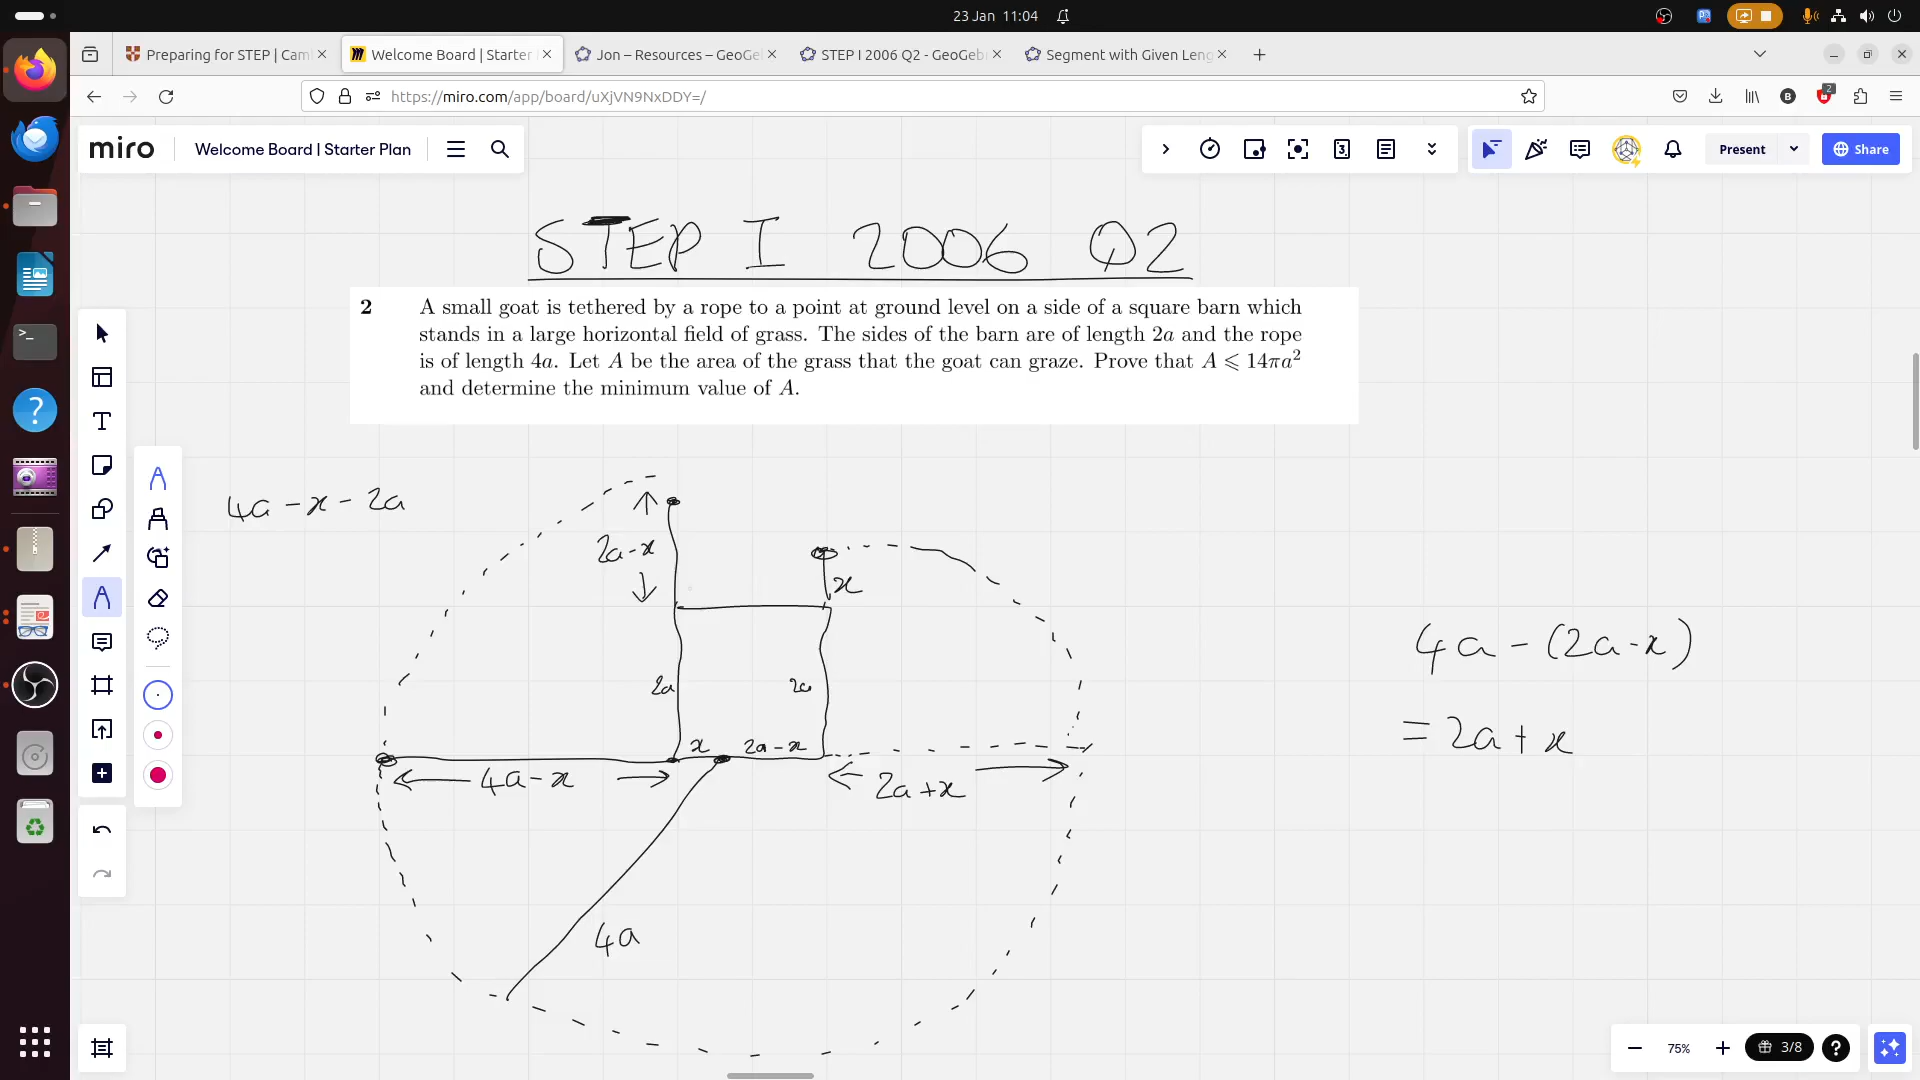 23 Jan 11:04
Preparing for STEP | Cam
Welcome Board | Starter
Jon – Resources – GeoGel
STEP I 2006 Q2 - GeoGeb
Segment with Given Leng
https://miro.com/app/board/uXjVN9NxDDY=/
2
miro
Welcome Board | Starter Plan
Present
Share
STEP I 2006 Q2
2 A small goat is tethered by a rope to a point at ground level on a side of a square barn which
stands in a large horizontal field of grass. The sides of the barn are of length 2a and the rope
is of length 4a. Let A be the area of the grass that the goat can graze. Prove that A ⩽ 14πa²
and determine the minimum value of A.
4a - x - 2a
2a-x
x
4a - (2a-x)
2a
2a
= 2a + x
x
2a-x
4a-x
2a+x
4a
75%
3/8